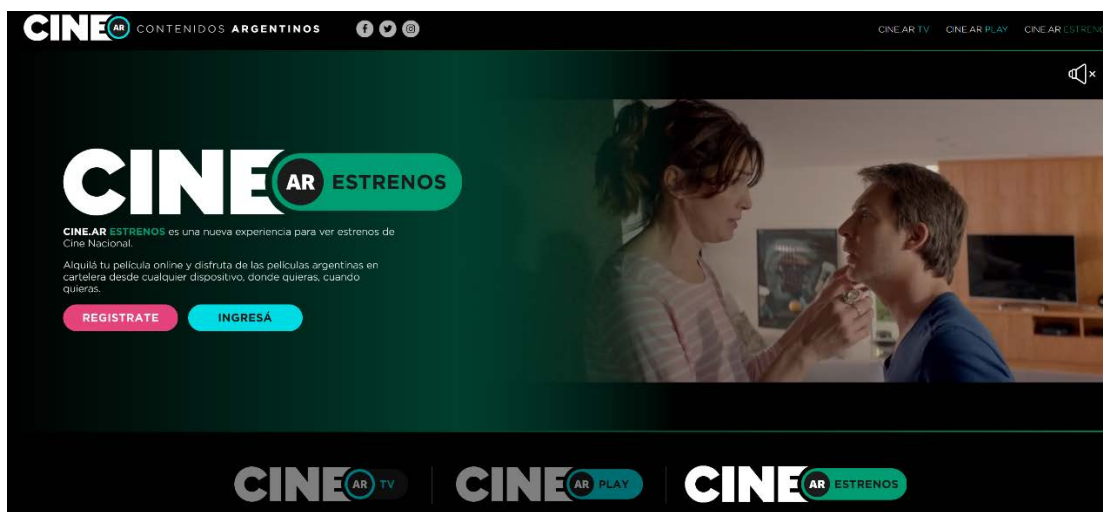 CINE AR CONTENIDOS ARGENTINOS
CINE.AR TV CINE.AR PLAY CINE.AR ESTRENO
CINE AR ESTRENOS
CINE.AR ESTRENOS es una nueva experiencia para ver estrenos de
Cine Nacional.
Alquilá tu película online y disfruta de las películas argentinas en
cartelera desde cualquier dispositivo, donde quieras, cuando
quieras.
REGISTRATE INGRESÁ
CINE AR TV CINE AR PLAY CINE AR ESTRENOS